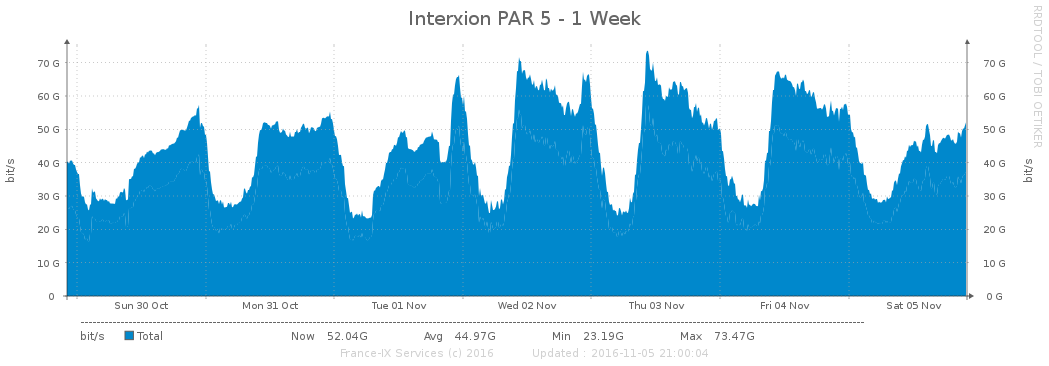 Interxion PAR 5 - 1 Week
RRDTOOL / TOBI OETIKER
bit/s
70 G 70 G
60 G 60 G
50 G 50 G
40 G 40 G
30 G 30 G
20 G 20 G
10 G 10 G
0 0 G
bit/s
Sun 30 Oct Mon 31 Oct Tue 01 Nov Wed 02 Nov Thu 03 Nov Fri 04 Nov Sat 05 Nov
bit/s Total Now 52.04G Avg 44.97G Min 23.19G Max 73.47G
France-IX Services (c) 2016 Updated : 2016-11-05 21:00:04